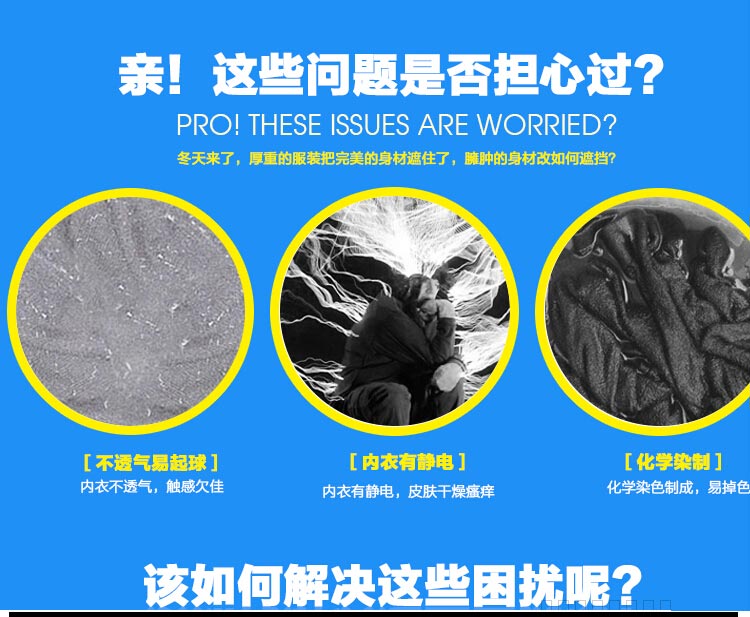 亲！这些问题是否担心过？
PRO! THESE ISSUES ARE WORRIED?
冬天来了，厚重的服装把完美的身材遮住了，臃肿的身材改如何遮挡？
[ 不透气易起球 ]
内衣不透气，触感欠佳
[ 内衣有静电 ]
内衣有静电，皮肤干燥瘙痒
[ 化学染制 ]
化学染色制成，易掉色
该如何解决这些困扰呢？